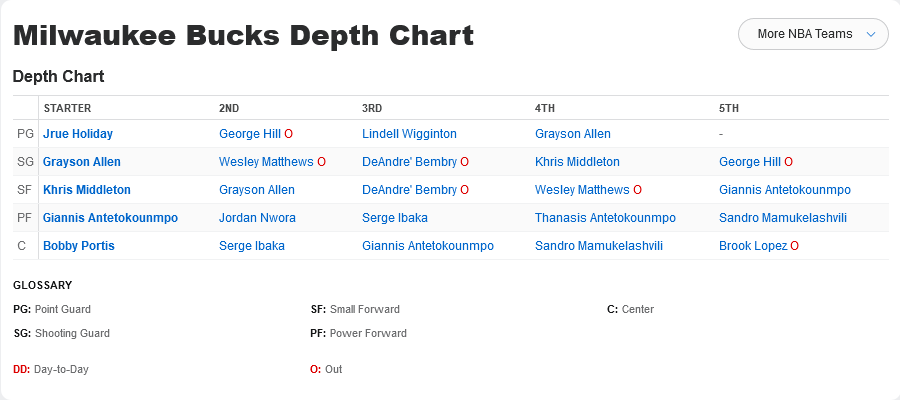 Milwaukee Bucks Depth Chart
More NBA Teams
Depth Chart
STARTER 2ND 3RD 4TH 5TH
PG Jrue Holiday George Hill O Lindell Wigginton Grayson Allen -
SG Grayson Allen Wesley Matthews O DeAndre' Bembry O Khris Middleton George Hill O
SF Khris Middleton Grayson Allen DeAndre' Bembry O Wesley Matthews O Giannis Antetokounmpo
PF Giannis Antetokounmpo Jordan Nwora Serge Ibaka Thanasis Antetokounmpo Sandro Mamukelashvili
C Bobby Portis Serge Ibaka Giannis Antetokounmpo Sandro Mamukelashvili Brook Lopez O
GLOSSARY
PG: Point Guard SF: Small Forward C: Center
SG: Shooting Guard PF: Power Forward
DD: Day-to-Day O: Out